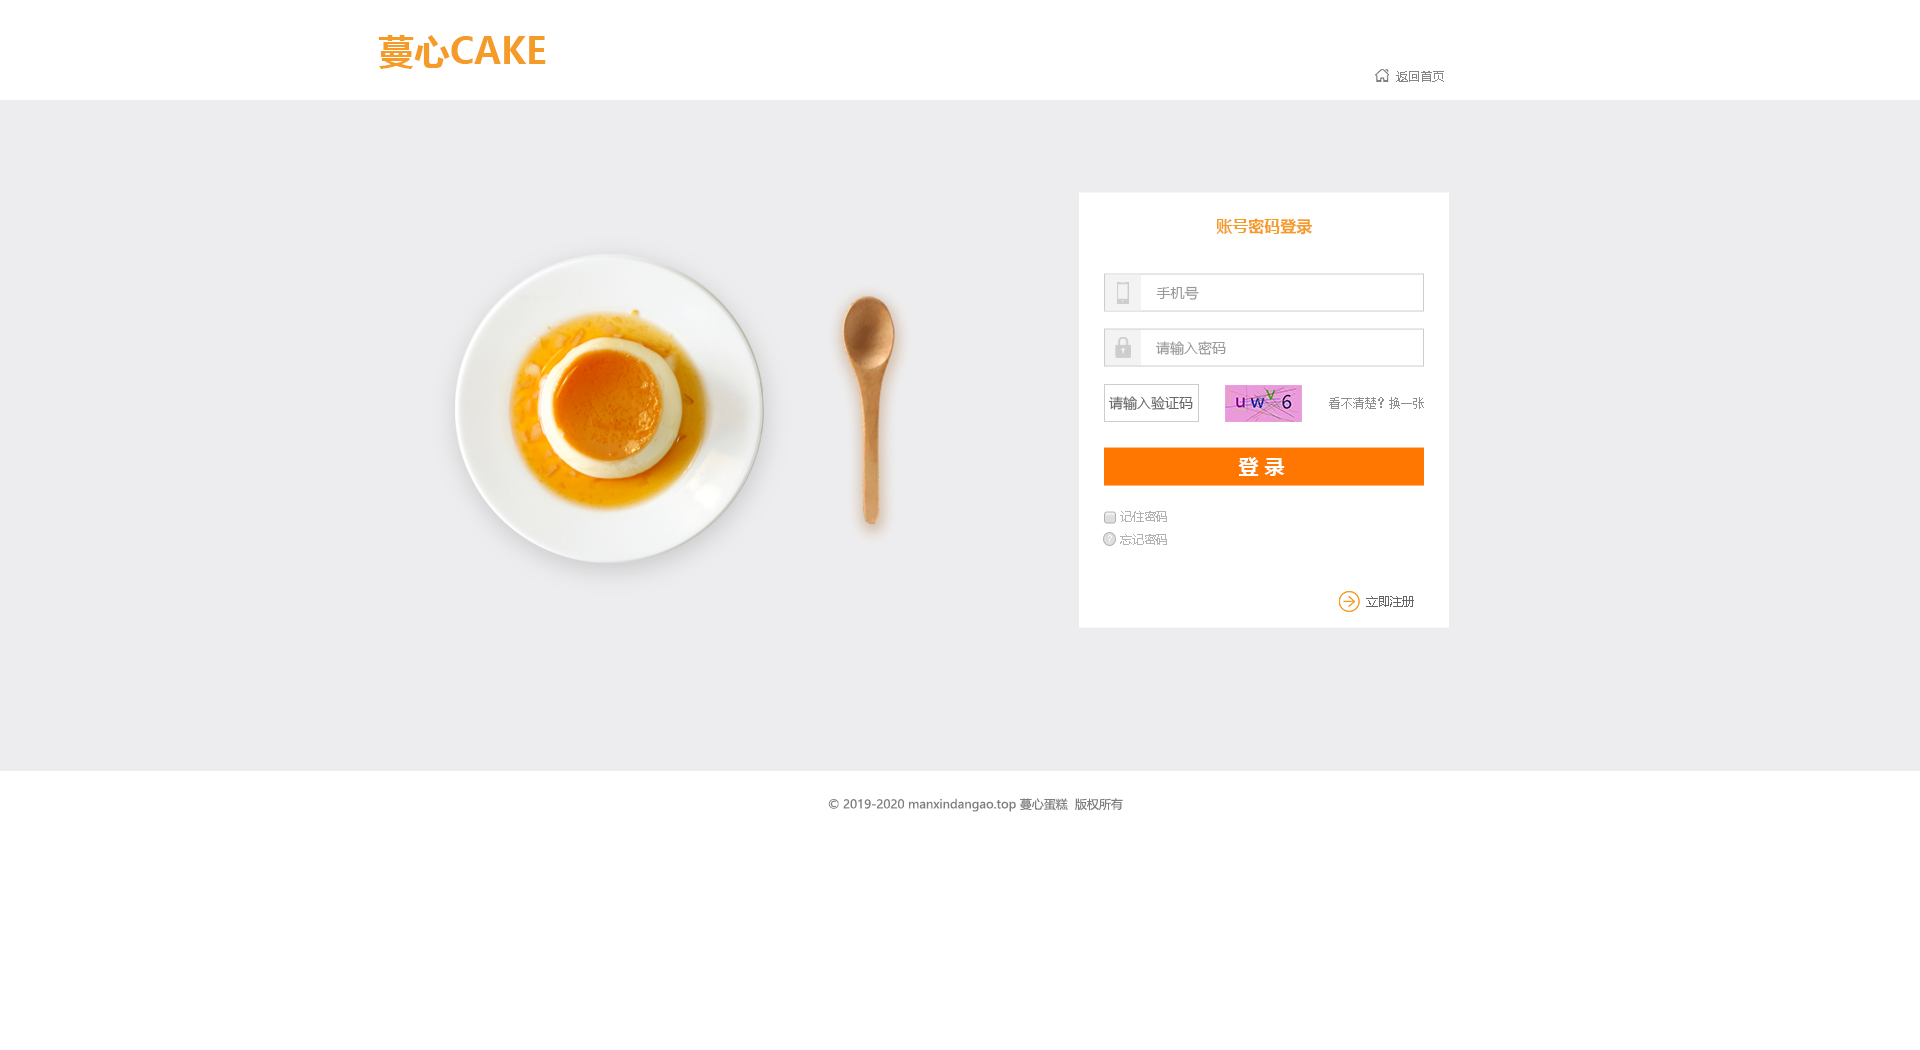 蔓心CAKE
返回首页
账号密码登录
手机号
请输入密码
请输入验证码
uwv6
看不清楚？换一张
登 录
记住密码
忘记密码
立即注册
© 2019-2020 manxindangao.top 蔓心蛋糕 版权所有